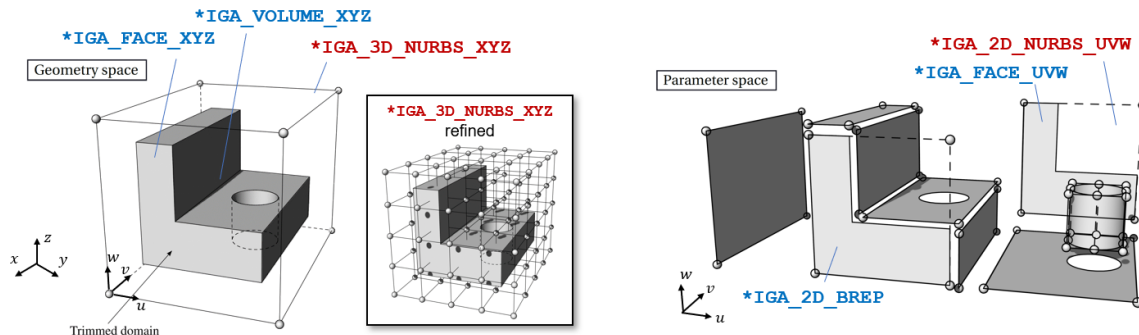 *IGA_VOLUME_XYZ
*IGA_FACE_XYZ
*IGA_3D_NURBS_XYZ
Geometry space
*IGA_3D_NURBS_XYZ
refined
z
x
y
w
v
u
Trimmed domain
*IGA_2D_NURBS_UVW
*IGA_FACE_UVW
Parameter space
*IGA_2D_BREP
w
v
u